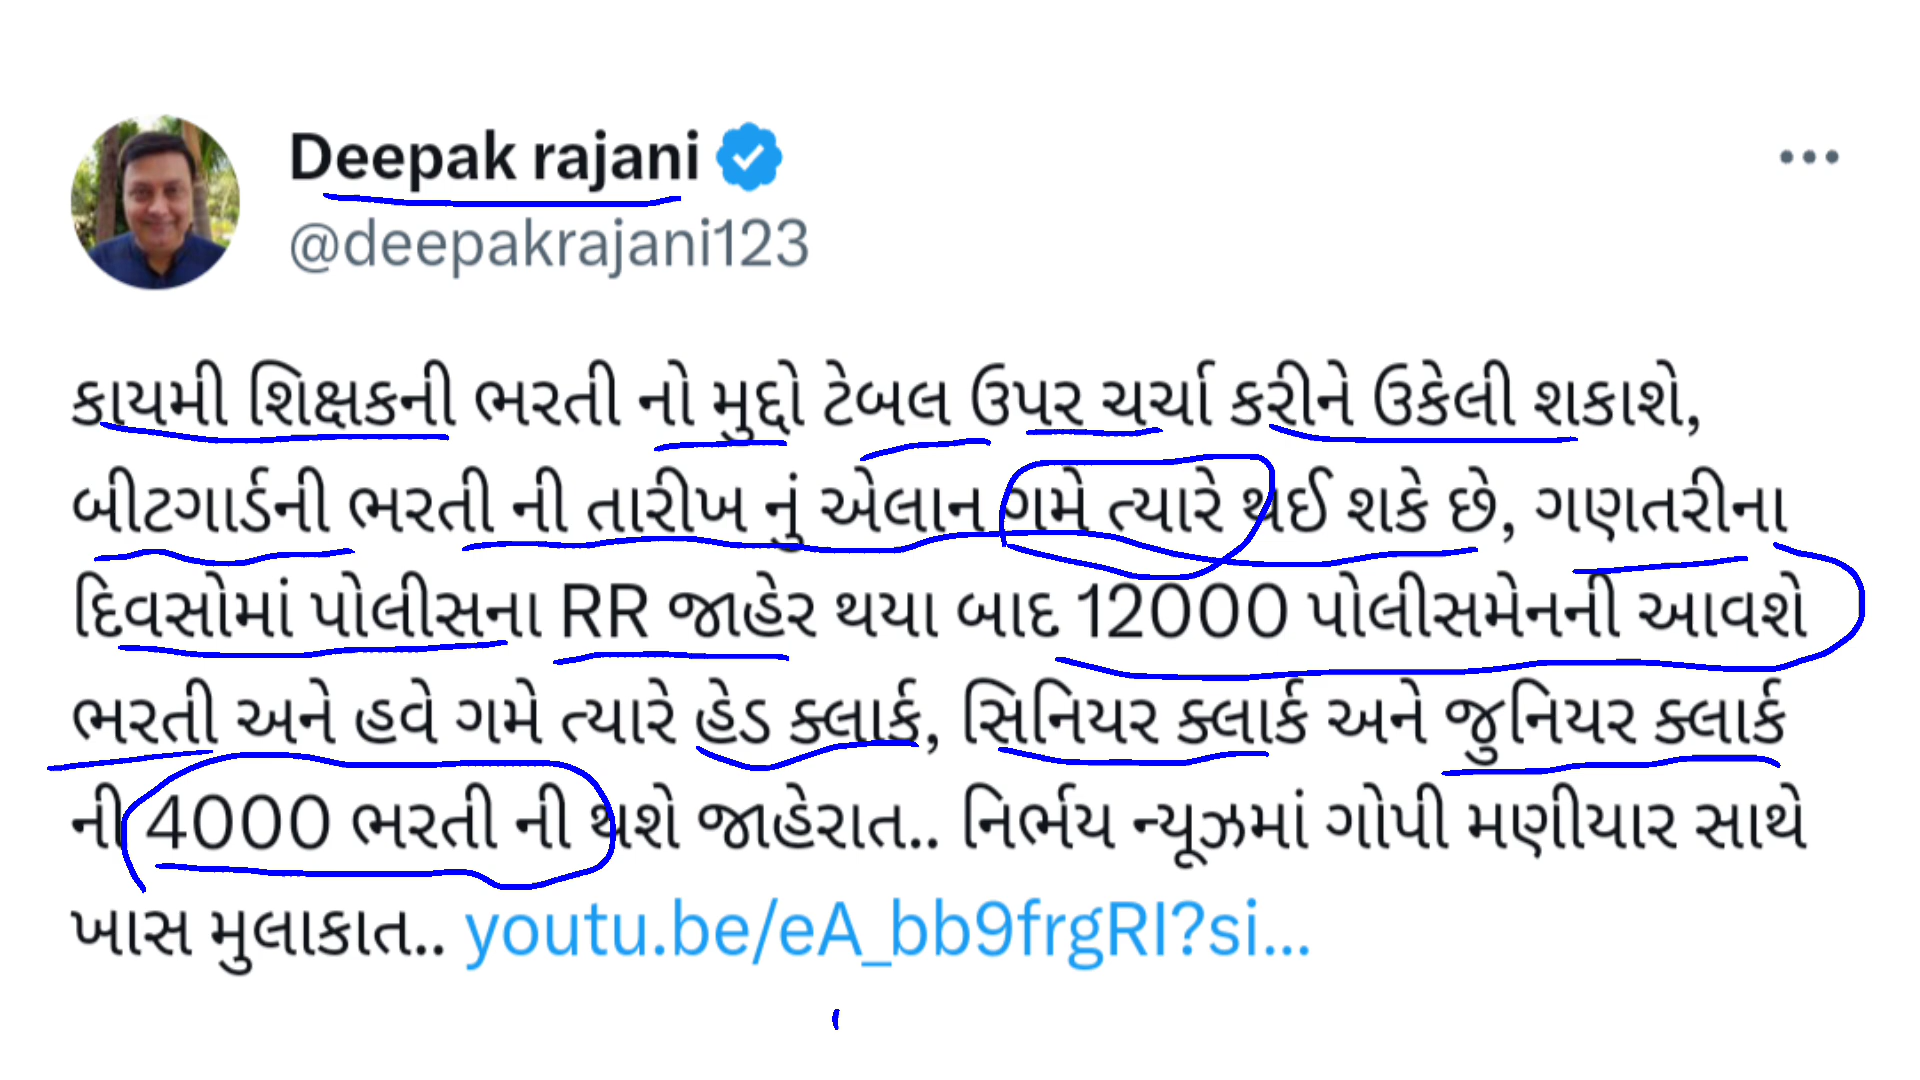 Deepak rajani
@deepakrajani123
કાયમી શિક્ષકની ભરતી નો મુદ્દો ટેબલ ઉપર ચર્ચા કરીને ઉકેલી શકાશે,
બીટગાર્ડની ભરતી ની તારીખ નું એલાન ગમે ત્યારે થઈ શકે છે, ગણતરીના
દિવસોમાં પોલીસના RR જાહેર થયા બાદ 12000 પોલીસમેનની આવશે
ભરતી અને હવે ગમે ત્યારે હેડ ક્લાર્ક, સિનિયર ક્લાર્ક અને જુનિયર ક્લાર્ક
ની 4000 ભરતી ની થશે જાહેરાત.. નિર્ભય ન્યૂઝમાં ગોપી મણીયાર સાથે
ખાસ મુલાકાત.. youtu.be/eA_bb9frgRI?si...